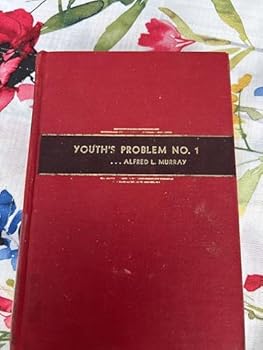 YOUTH'S PROBLEM NO. 1
... ALFRED L. MURRAY